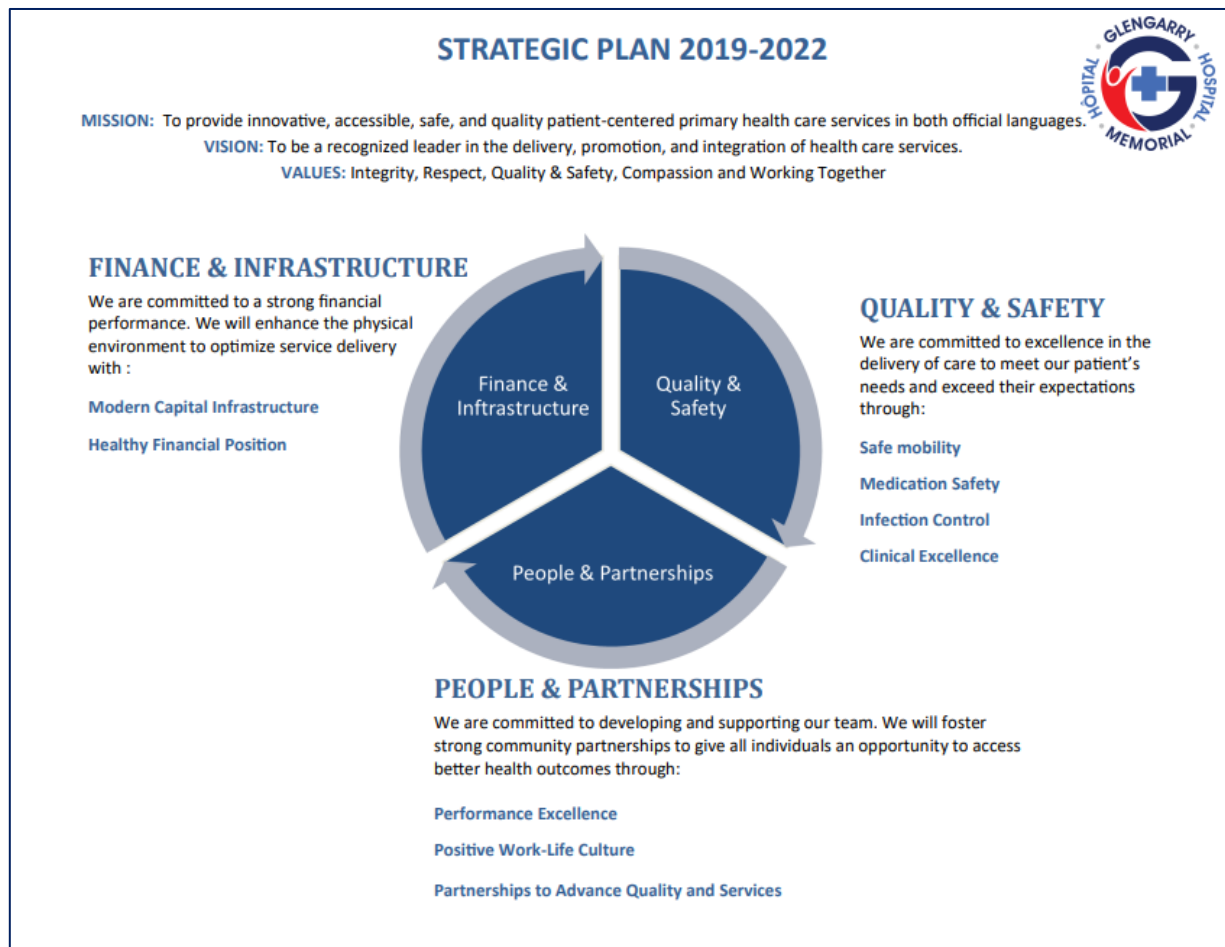 STRATEGIC PLAN 2019-2022
HÔPITAL · GLENGARRY · HOSPITAL · MEMORIAL ·
MISSION: To provide innovative, accessible, safe, and quality patient-centered primary health care services in both official languages.
VISION: To be a recognized leader in the delivery, promotion, and integration of health care services.
VALUES: Integrity, Respect, Quality & Safety, Compassion and Working Together
FINANCE & INFRASTRUCTURE
We are committed to a strong financial
performance. We will enhance the physical
environment to optimize service delivery
with :
Modern Capital Infrastructure
Healthy Financial Position
Finance &
Inftrastructure
Quality &
Safety
People & Partnerships
QUALITY & SAFETY
We are committed to excellence in the
delivery of care to meet our patient's
needs and exceed their expectations
through:
Safe mobility
Medication Safety
Infection Control
Clinical Excellence
PEOPLE & PARTNERSHIPS
We are committed to developing and supporting our team. We will foster
strong community partnerships to give all individuals an opportunity to access
better health outcomes through:
Performance Excellence
Positive Work-Life Culture
Partnerships to Advance Quality and Services